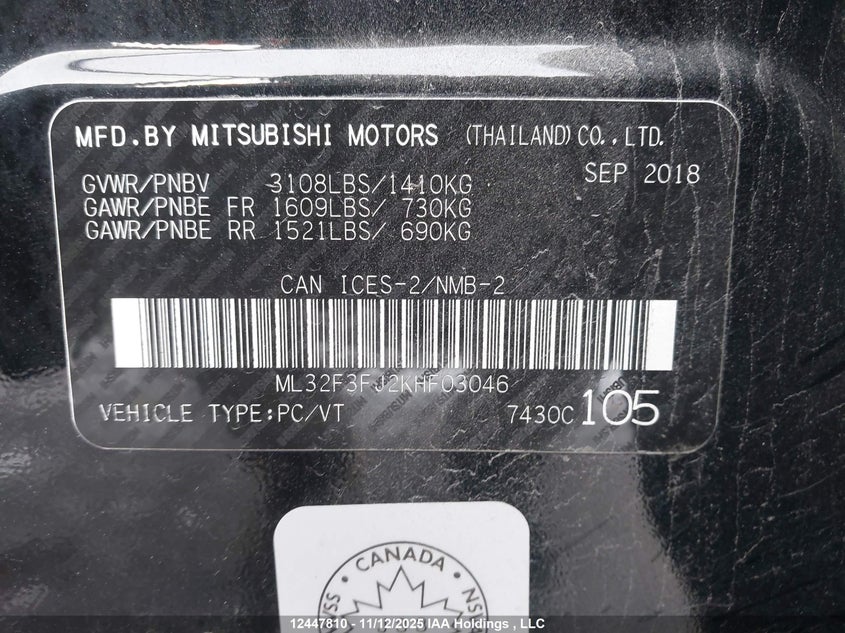 MFD.BY MITSUBISHI MOTORS (THAILAND)CO.,LTD.
SEP 2018
GVWR/PNBV 3108LBS/1410KG
GAWR/PNBE FR 1609LBS/ 730KG
GAWR/PNBE RR 1521LBS/ 690KG
CAN ICES-2/NMB-2
ML32F3FJ2KHF03046
VEHICLE TYPE:PC/VT 7430C 105
CANADA
12447810 - 11/12/2025 IAA Holdings , LLC